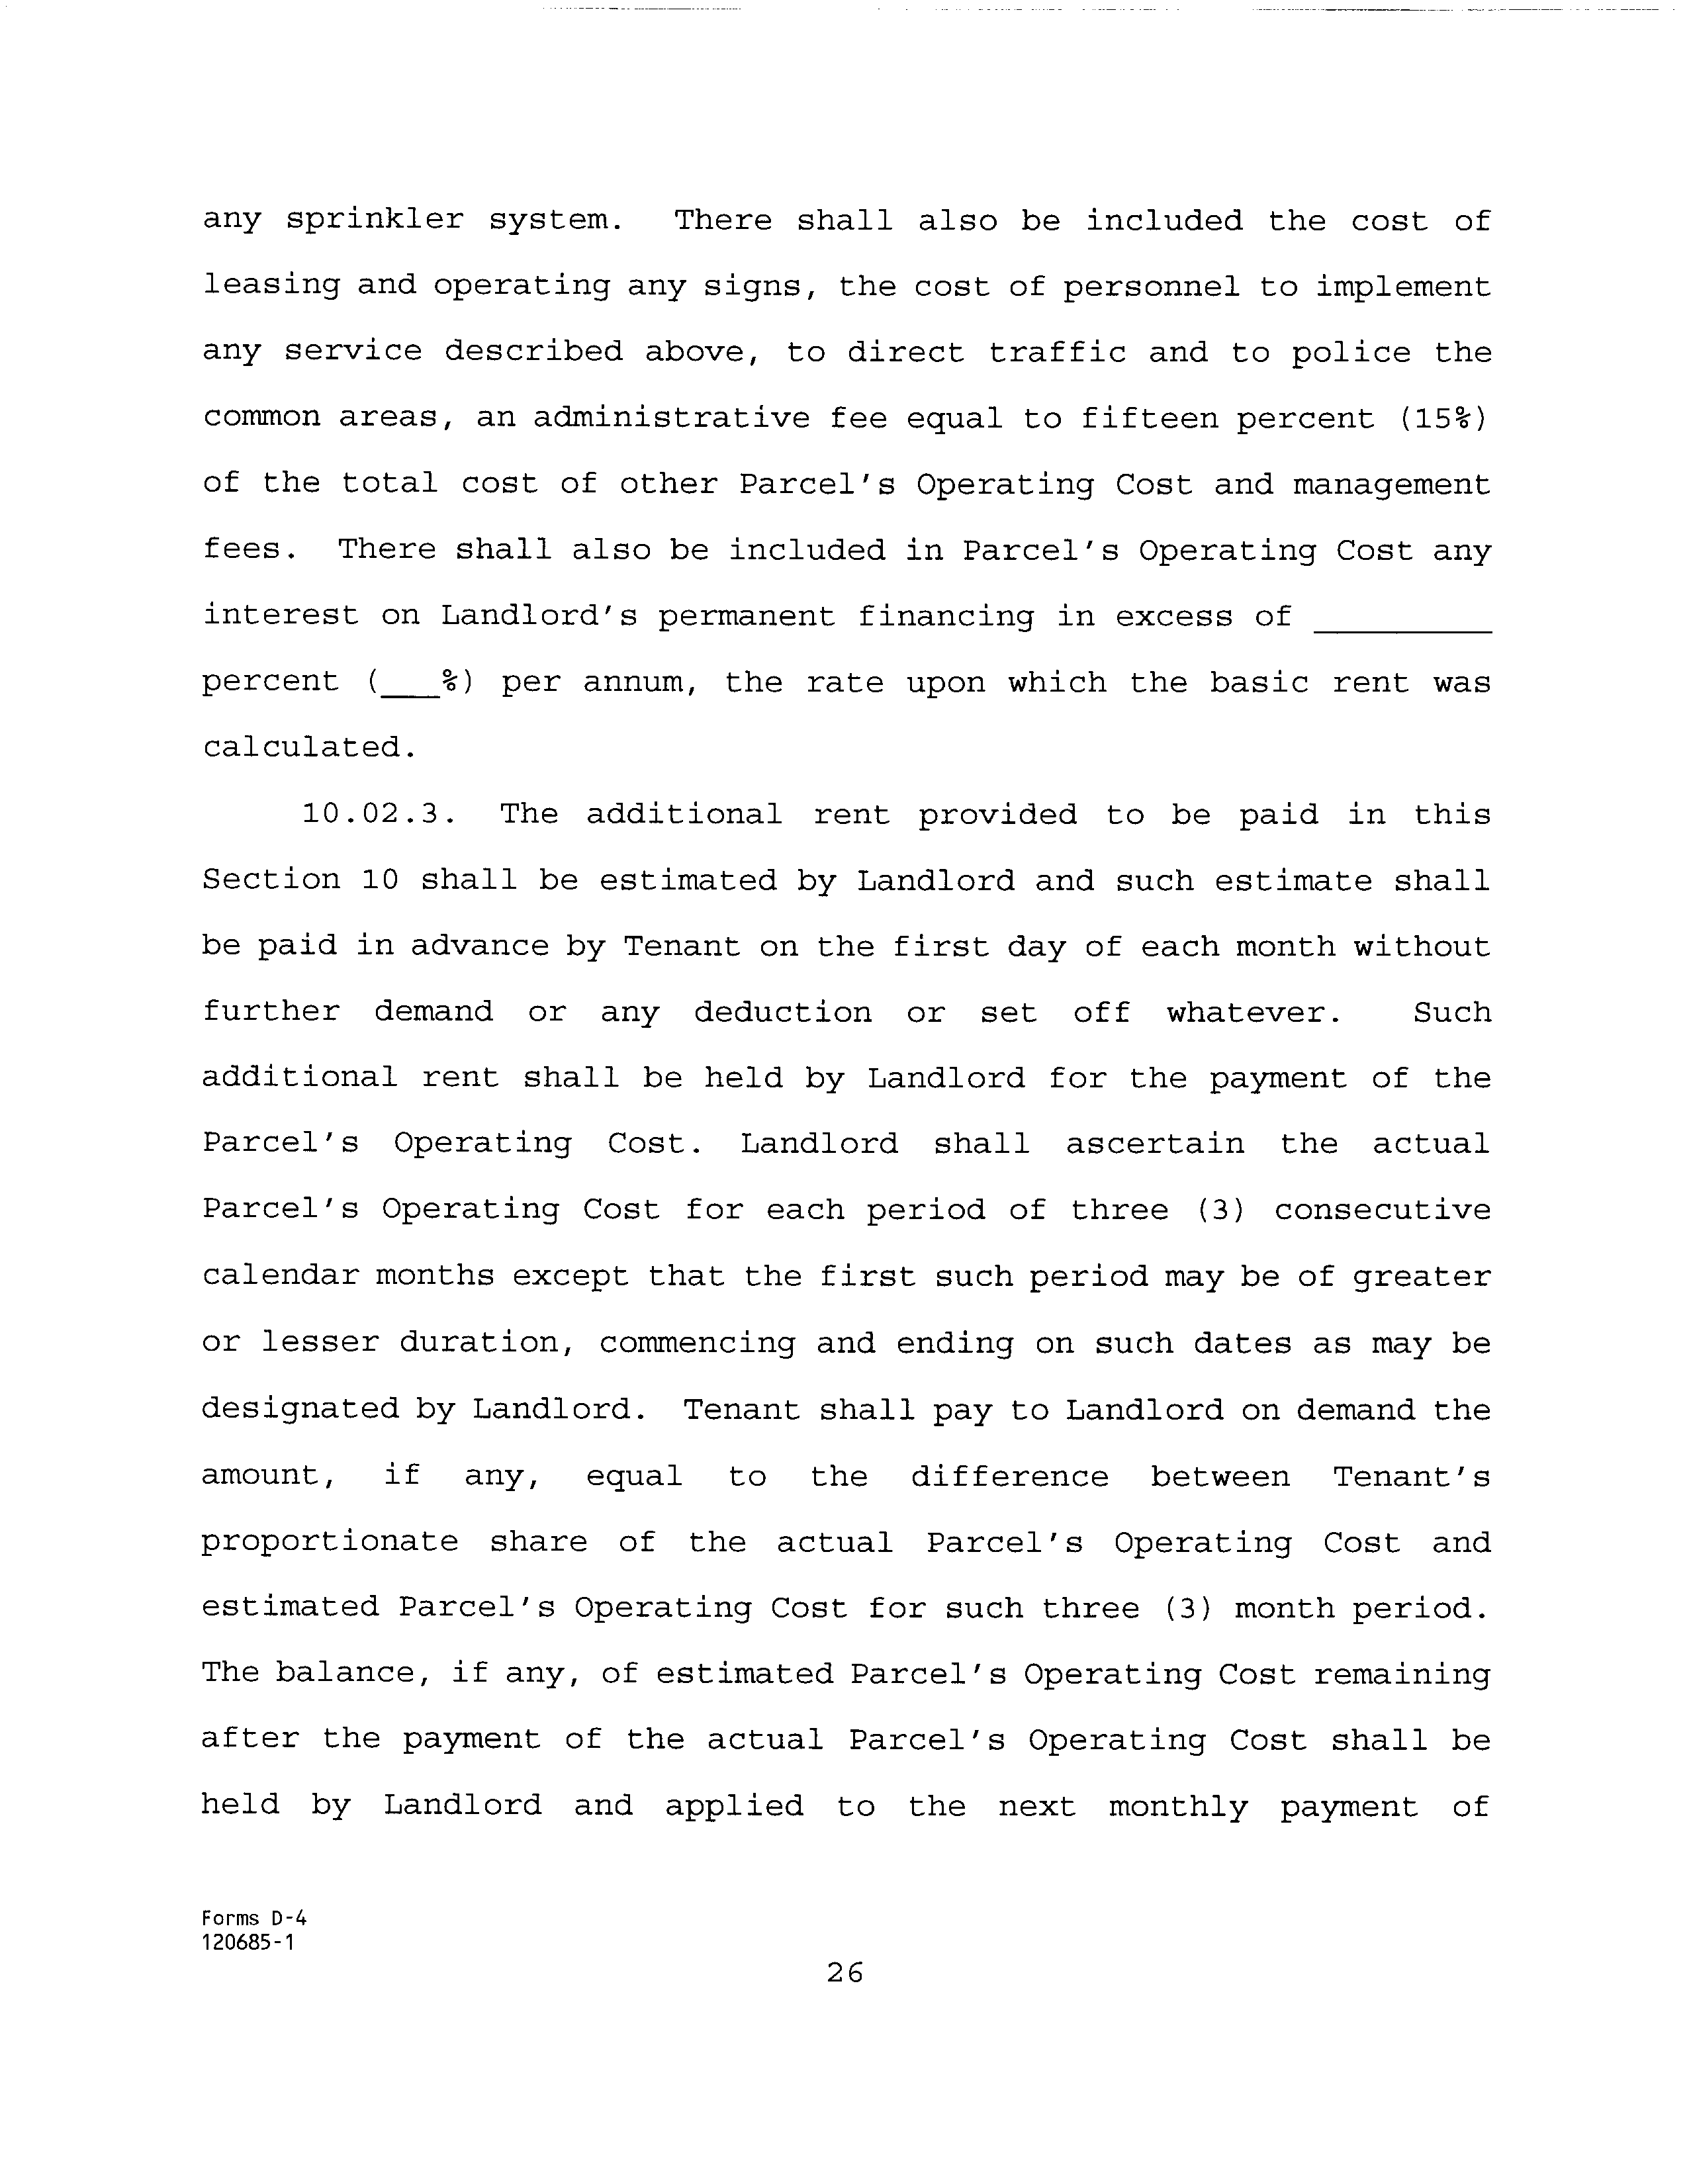 any sprinkler system. There shall also be included the cost of
leasing and operating any signs, the cost of personnel to implement
any service described above, to direct traffic and to police the
common areas, an administrative fee equal to fifteen percent (15%)
of the total cost of other Parcel's Operating Cost and management
fees. There shall also be included in Parcel's Operating Cost any
interest on Landlord's permanent financing in excess of _________
percent (___%) per annum, the rate upon which the basic rent was
calculated.
10.02.3. The additional rent provided to be paid in this
Section 10 shall be estimated by Landlord and such estimate shall
be paid in advance by Tenant on the first day of each month without
further demand or any deduction or set off whatever. Such
additional rent shall be held by Landlord for the payment of the
Parcel's Operating Cost. Landlord shall ascertain the actual
Parcel's Operating Cost for each period of three (3) consecutive
calendar months except that the first such period may be of greater
or lesser duration, commencing and ending on such dates as may be
designated by Landlord. Tenant shall pay to Landlord on demand the
amount, if any, equal to the difference between Tenant's
proportionate share of the actual Parcel's Operating Cost and
estimated Parcel's Operating Cost for such three (3) month period.
The balance, if any, of estimated Parcel's Operating Cost remaining
after the payment of the actual Parcel's Operating Cost shall be
held by Landlord and applied to the next monthly payment of
Forms D-4
120685-1
26